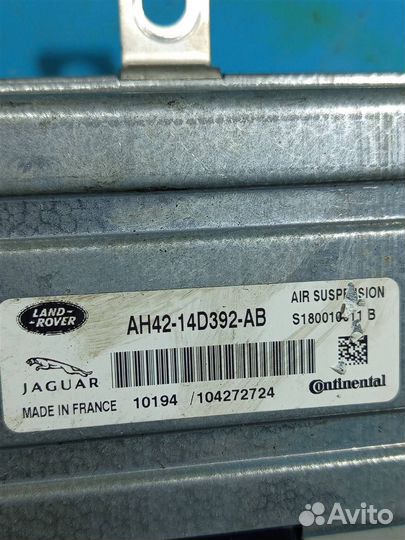 LAND-
-ROVER
AH42-14D392-AB
AIR SUSPENSION
B
JAGUAR
MADE IN FRANCE
10194 /104272724
Continental
Avito